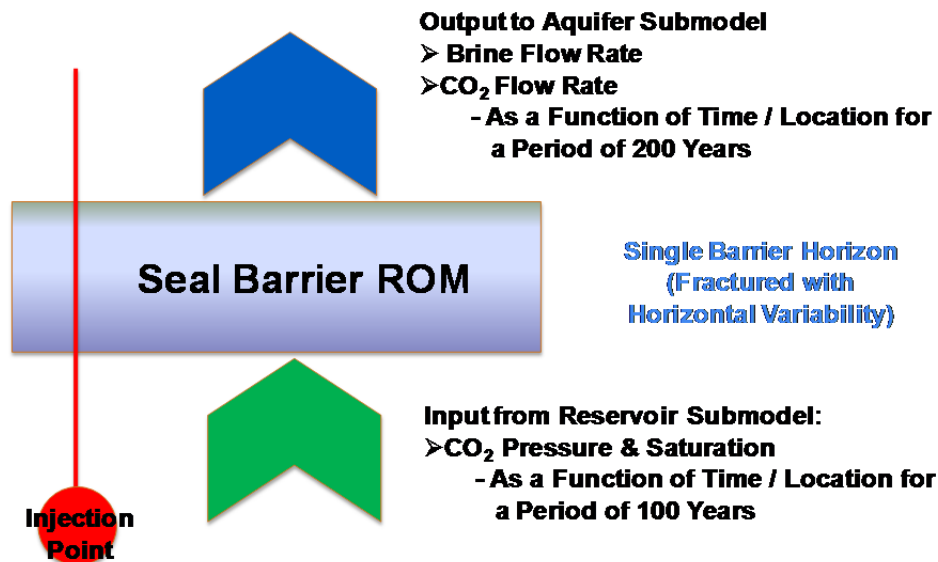 Output to Aquifer Submodel
➢ Brine Flow Rate
➢CO₂ Flow Rate
- As a Function of Time / Location for
a Period of 200 Years
Seal Barrier ROM
Single Barrier Horizon
(Fractured with
Horizontal Variability)
Input from Reservoir Submodel:
➢CO₂ Pressure & Saturation
- As a Function of Time / Location for
a Period of 100 Years
Injection
Point